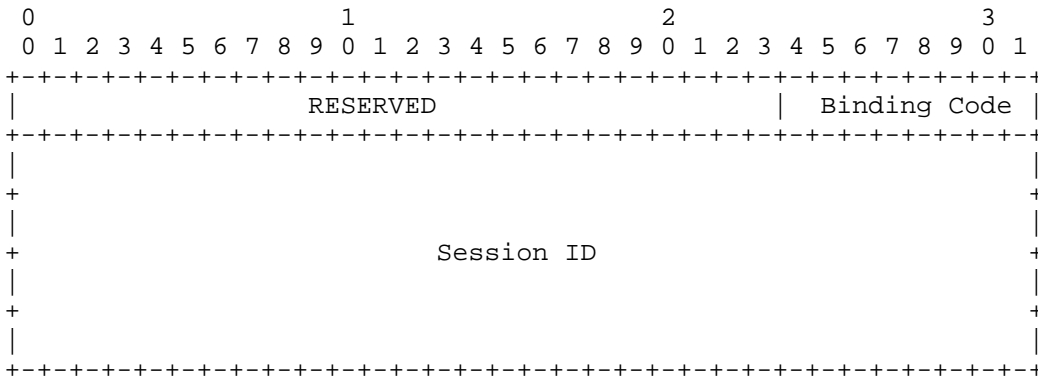 0                   1                   2                   3
 0 1 2 3 4 5 6 7 8 9 0 1 2 3 4 5 6 7 8 9 0 1 2 3 4 5 6 7 8 9 0 1
+-+-+-+-+-+-+-+-+-+-+-+-+-+-+-+-+-+-+-+-+-+-+-+-+-+-+-+-+-+-+-+-+
|                  RESERVED                     |  Binding Code |
+-+-+-+-+-+-+-+-+-+-+-+-+-+-+-+-+-+-+-+-+-+-+-+-+-+-+-+-+-+-+-+-+
|                                                               |
+                                                               +
|                                                               |
+                          Session ID                           +
|                                                               |
+                                                               +
|                                                               |
+-+-+-+-+-+-+-+-+-+-+-+-+-+-+-+-+-+-+-+-+-+-+-+-+-+-+-+-+-+-+-+-+